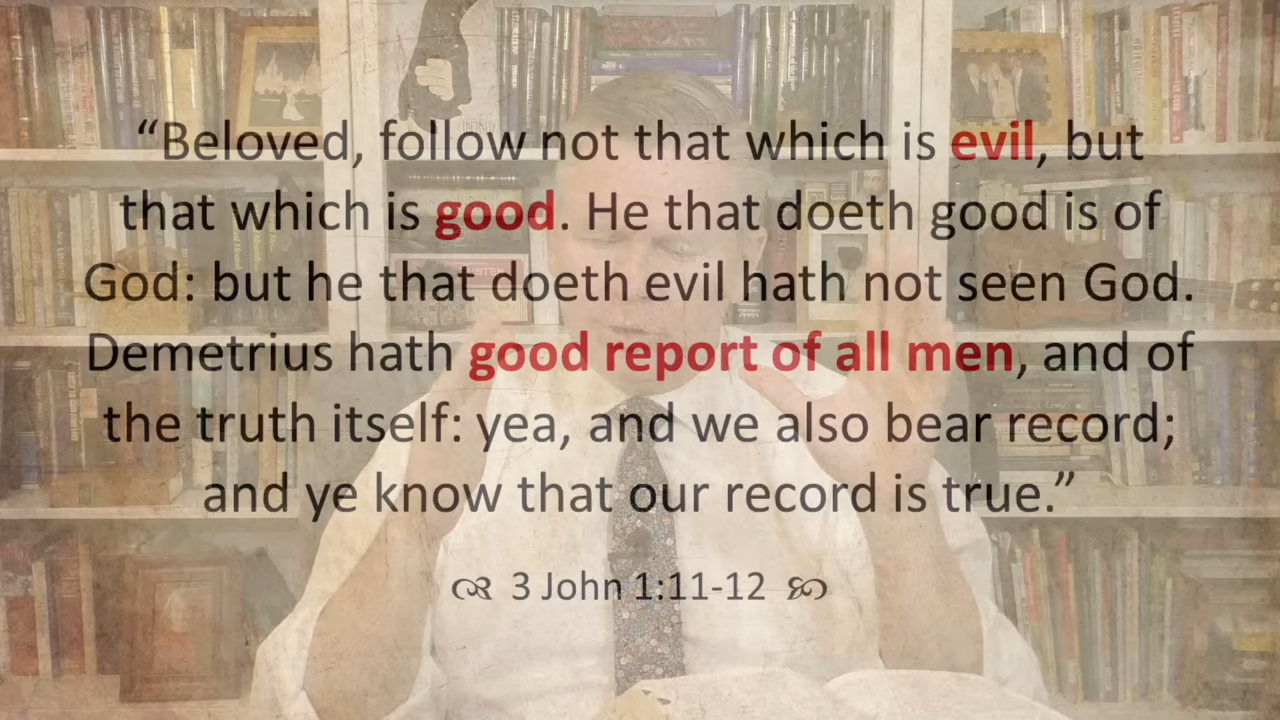 “Beloved, follow not that which is evil, but
that which is good. He that doeth good is of
God: but he that doeth evil hath not seen God.
Demetrius hath good report of all men, and of
the truth itself: yea, and we also bear record;
and ye know that our record is true.”
3 John 1:11-12